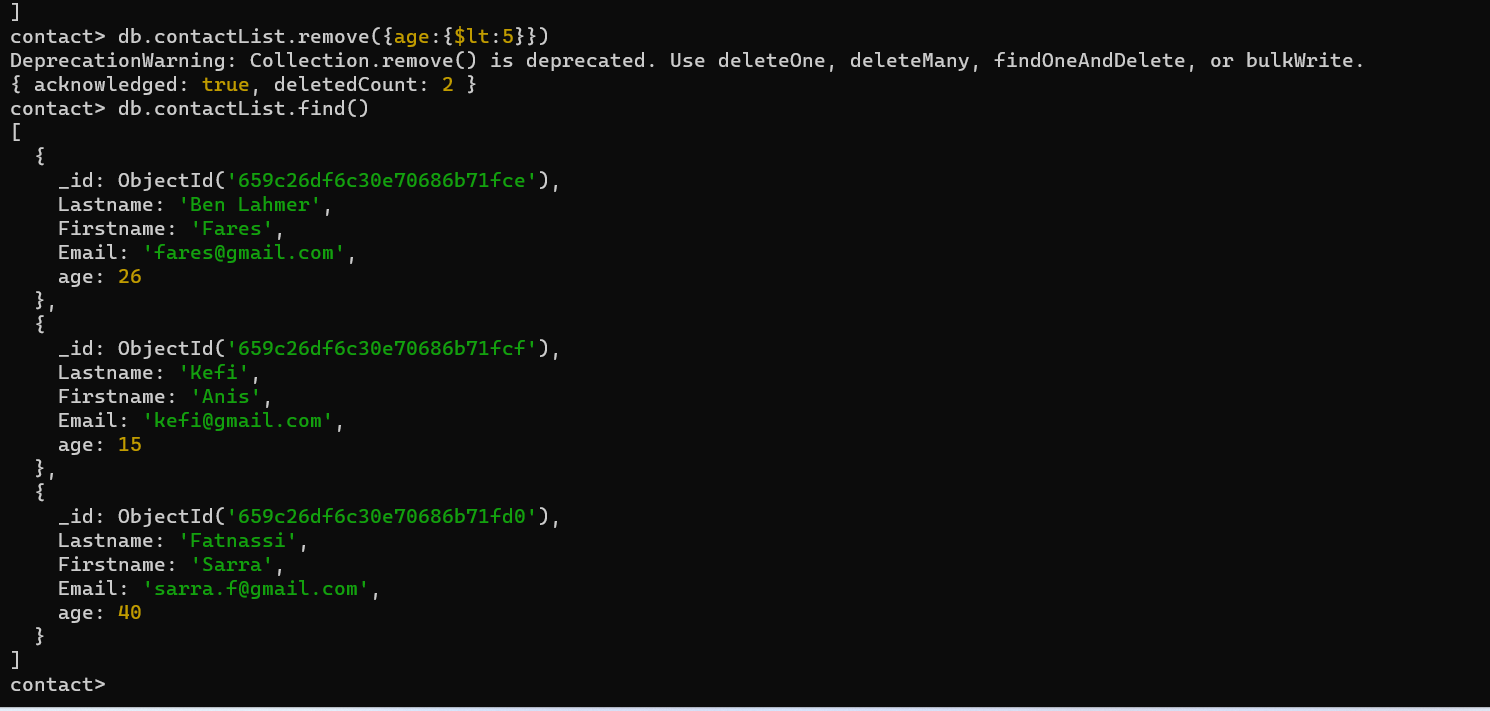 ]
contact> db.contactList.remove({age:{$lt:5}})
DeprecationWarning: Collection.remove() is deprecated. Use deleteOne, deleteMany, findOneAndDelete, or bulkWrite.
{ acknowledged: true, deletedCount: 2 }
contact> db.contactList.find()
[
  {
    _id: ObjectId('659c26df6c30e70686b71fce'),
    Lastname: 'Ben Lahmer',
    Firstname: 'Fares',
    Email: 'fares@gmail.com',
    age: 26
  },
  {
    _id: ObjectId('659c26df6c30e70686b71fcf'),
    Lastname: 'Kefi',
    Firstname: 'Anis',
    Email: 'kefi@gmail.com',
    age: 15
  },
  {
    _id: ObjectId('659c26df6c30e70686b71fd0'),
    Lastname: 'Fatnassi',
    Firstname: 'Sarra',
    Email: 'sarra.f@gmail.com',
    age: 40
  }
]
contact>